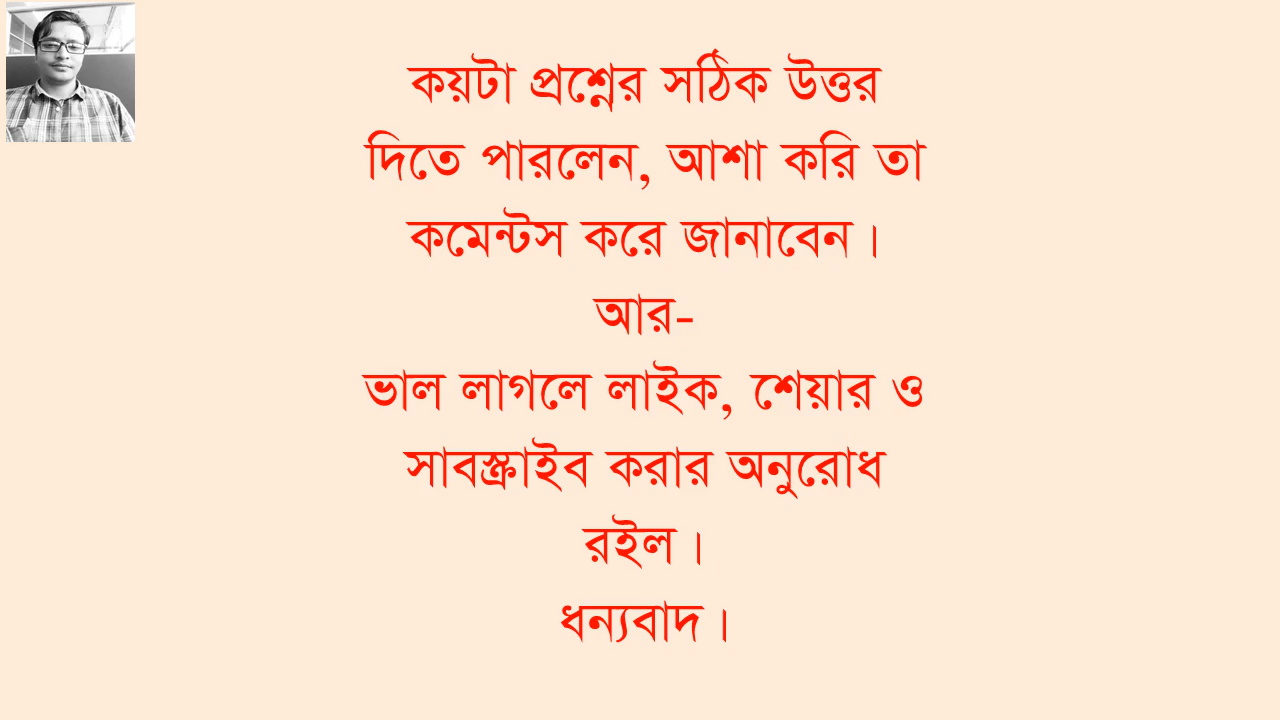 কয়টা প্রশ্নের সঠিক উত্তর
দিতে পারলেন, আশা করি তা
কমেন্টস করে জানাবেন।
আর-
ভাল লাগলে লাইক, শেয়ার ও
সাবস্ক্রাইব করার অনুরোধ
রইল।
ধন্যবাদ।